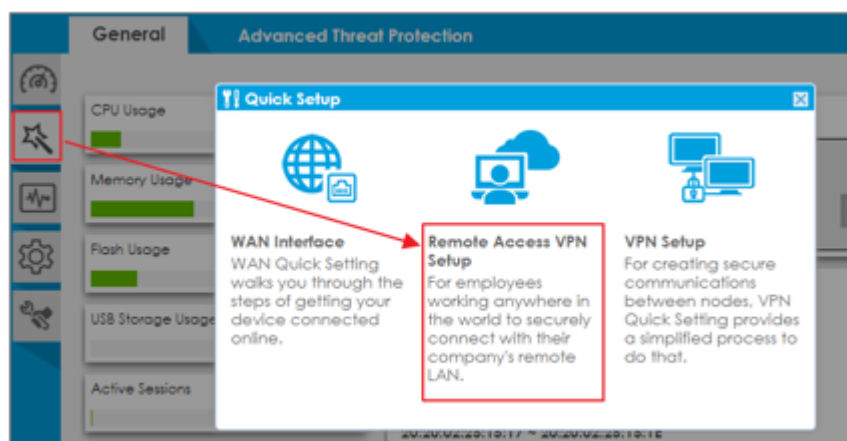 General
Advanced Threat Protection
CPU Usage
Quick Setup
Memory Usage
WAN Interface
WAN Quick Setting
walks you through the
steps of getting your
device connected
online.
Remote Access VPN
Setup
For employees
working anywhere in
the world to securely
connect with their
company's remote
LAN.
VPN Setup
For creating secure
communications
between nodes, VPN
Quick Setting provides
a simplified process to
do that.
Flash Usage
USB Storage Usage
Active Sessions